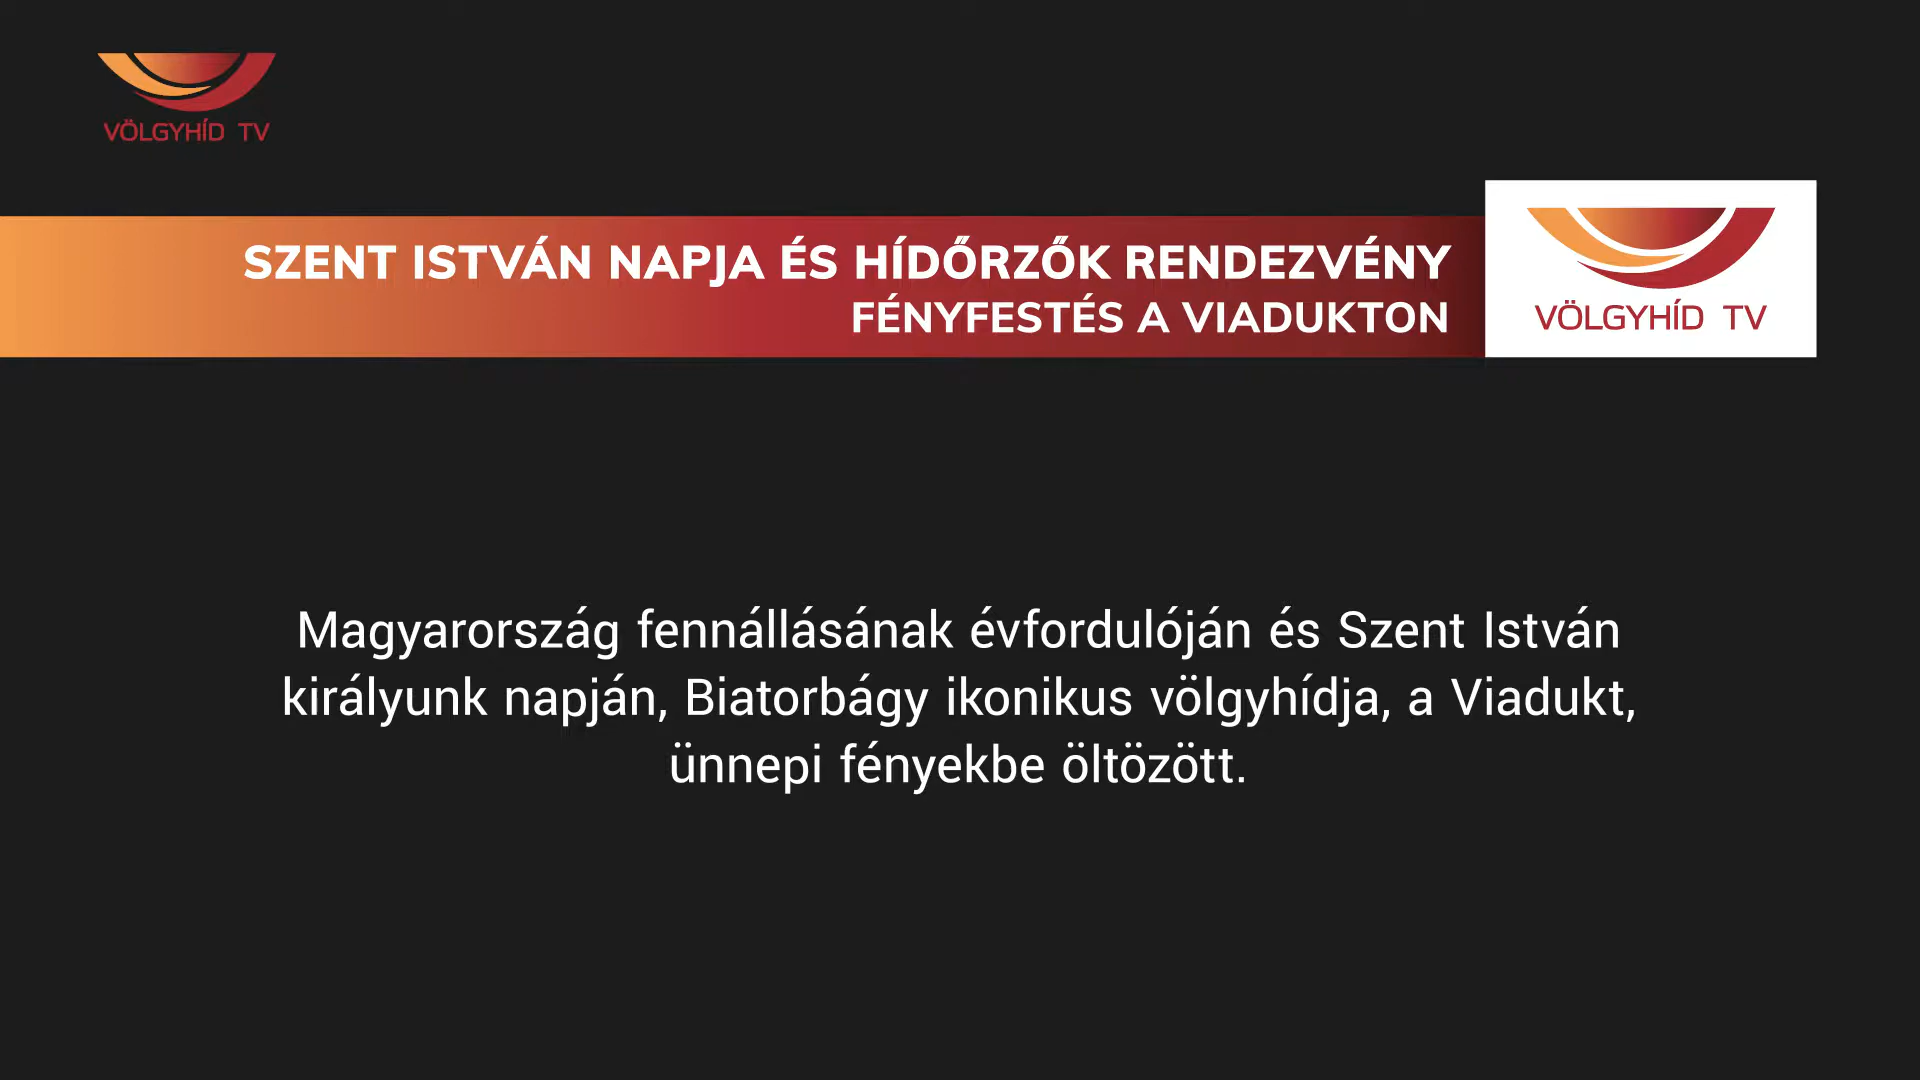 VÖLGYHÍD TV
SZENT ISTVÁN NAPJA ÉS HÍDŐRZŐK RENDEZVÉNY
FÉNYFESTÉS A VIADUKTON
VÖLGYHÍD TV
Magyarország fennállásának évfordulóján és Szent István
királyunk napján, Biatorbágy ikonikus völgyhídja, a Viadukt,
ünnepi fényekbe öltözött.